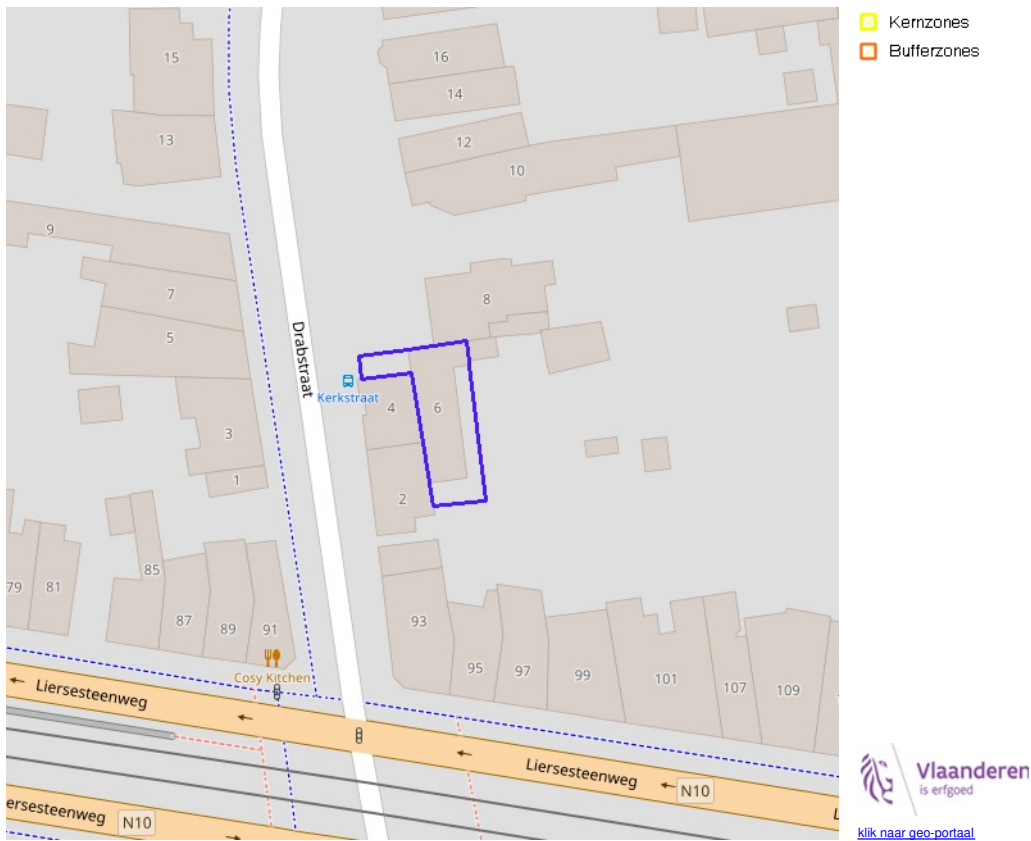 Kernzones
Bufferzones
15
16
14
13
12
10
9
7
8
5
Drabstraat
Kerkstraat
4
6
3
1
2
79
81
85
87
89
91
93
95
97
99
101
107
109
Cosy Kitchen
Liersesteenweg
Liersesteenweg
N10
ersesteenweg
N10
L
Vlaanderen
is erfgoed
klik naar geo-portaal